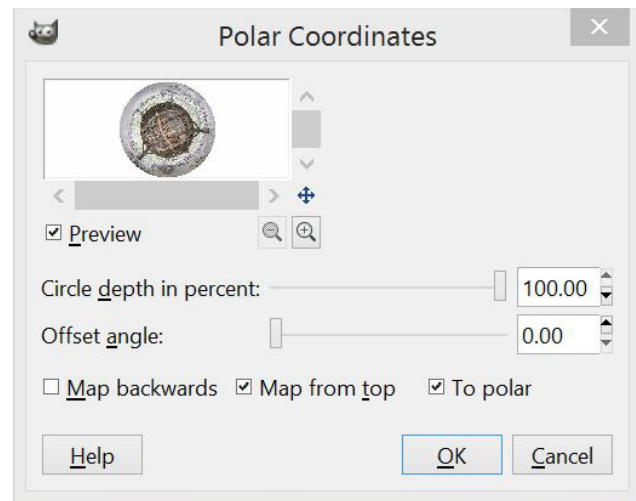 Polar Coordinates
Preview
Circle depth in percent: 100.00
Offset angle: 0.00
Map backwards Map from top To polar
Help OK Cancel